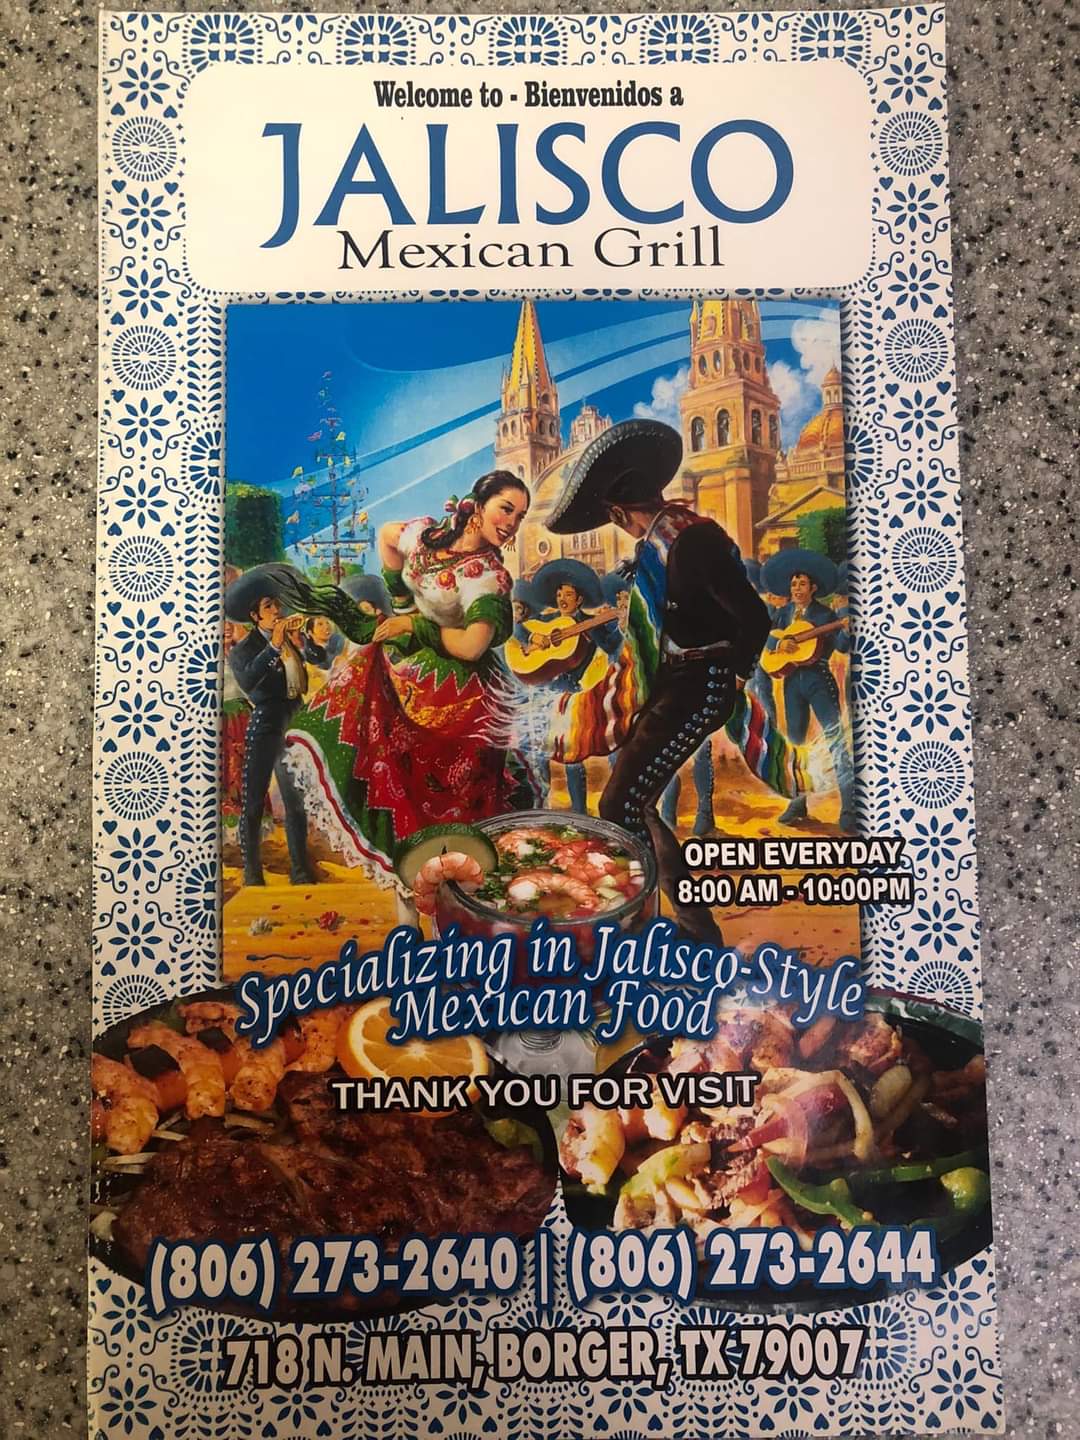 Welcome to - Bienvenidos a
JALISCO
Mexican Grill
OPEN EVERYDAY
8:00 AM - 10:00PM
Specializing in Jalisco-Style
Mexican Food
THANK YOU FOR VISIT
(806) 273-2640 | (806) 273-2644
718 N. MAIN, BORGER, TX 79007